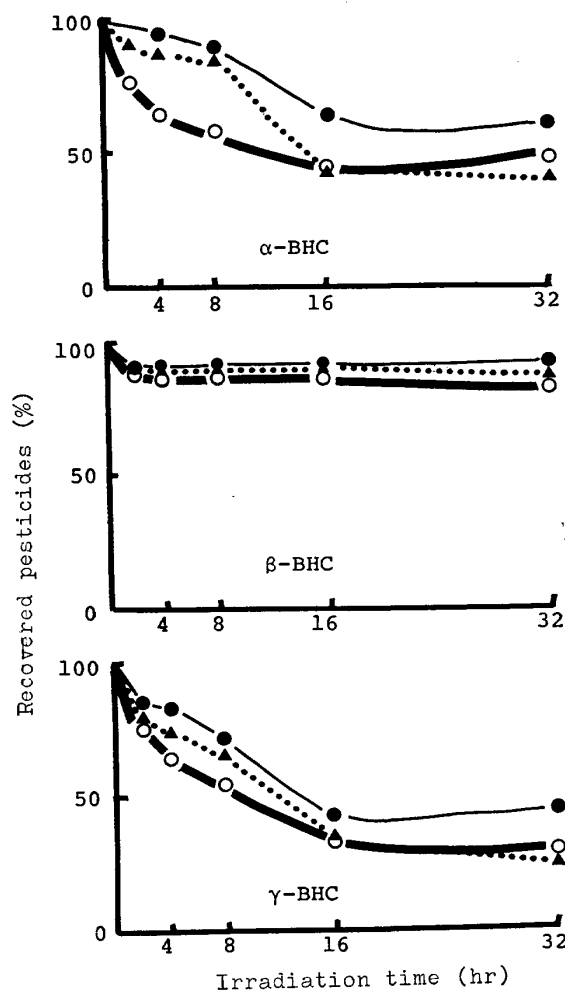 100
50
0
4 8 16 32
α-BHC
100
50
0
4 8 16 32
β-BHC
100
50
0
4 8 16 32
γ-BHC
Recovered pesticides (%)
Irradiation time (hr)